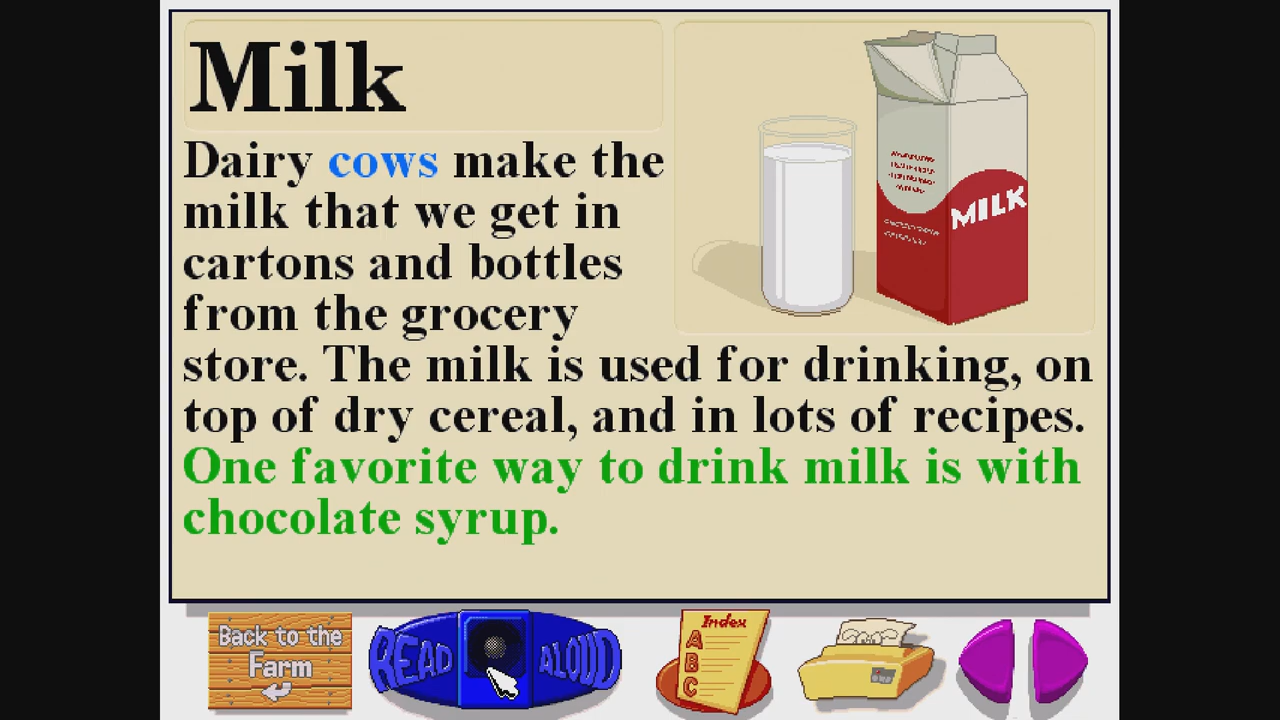 Milk
Dairy cows make the
milk that we get in
cartons and bottles
from the grocery
store. The milk is used for drinking, on
top of dry cereal, and in lots of recipes.
One favorite way to drink milk is with
chocolate syrup.
MILK
Back to the
Farm
READ ALOUD
Index
A
B
C